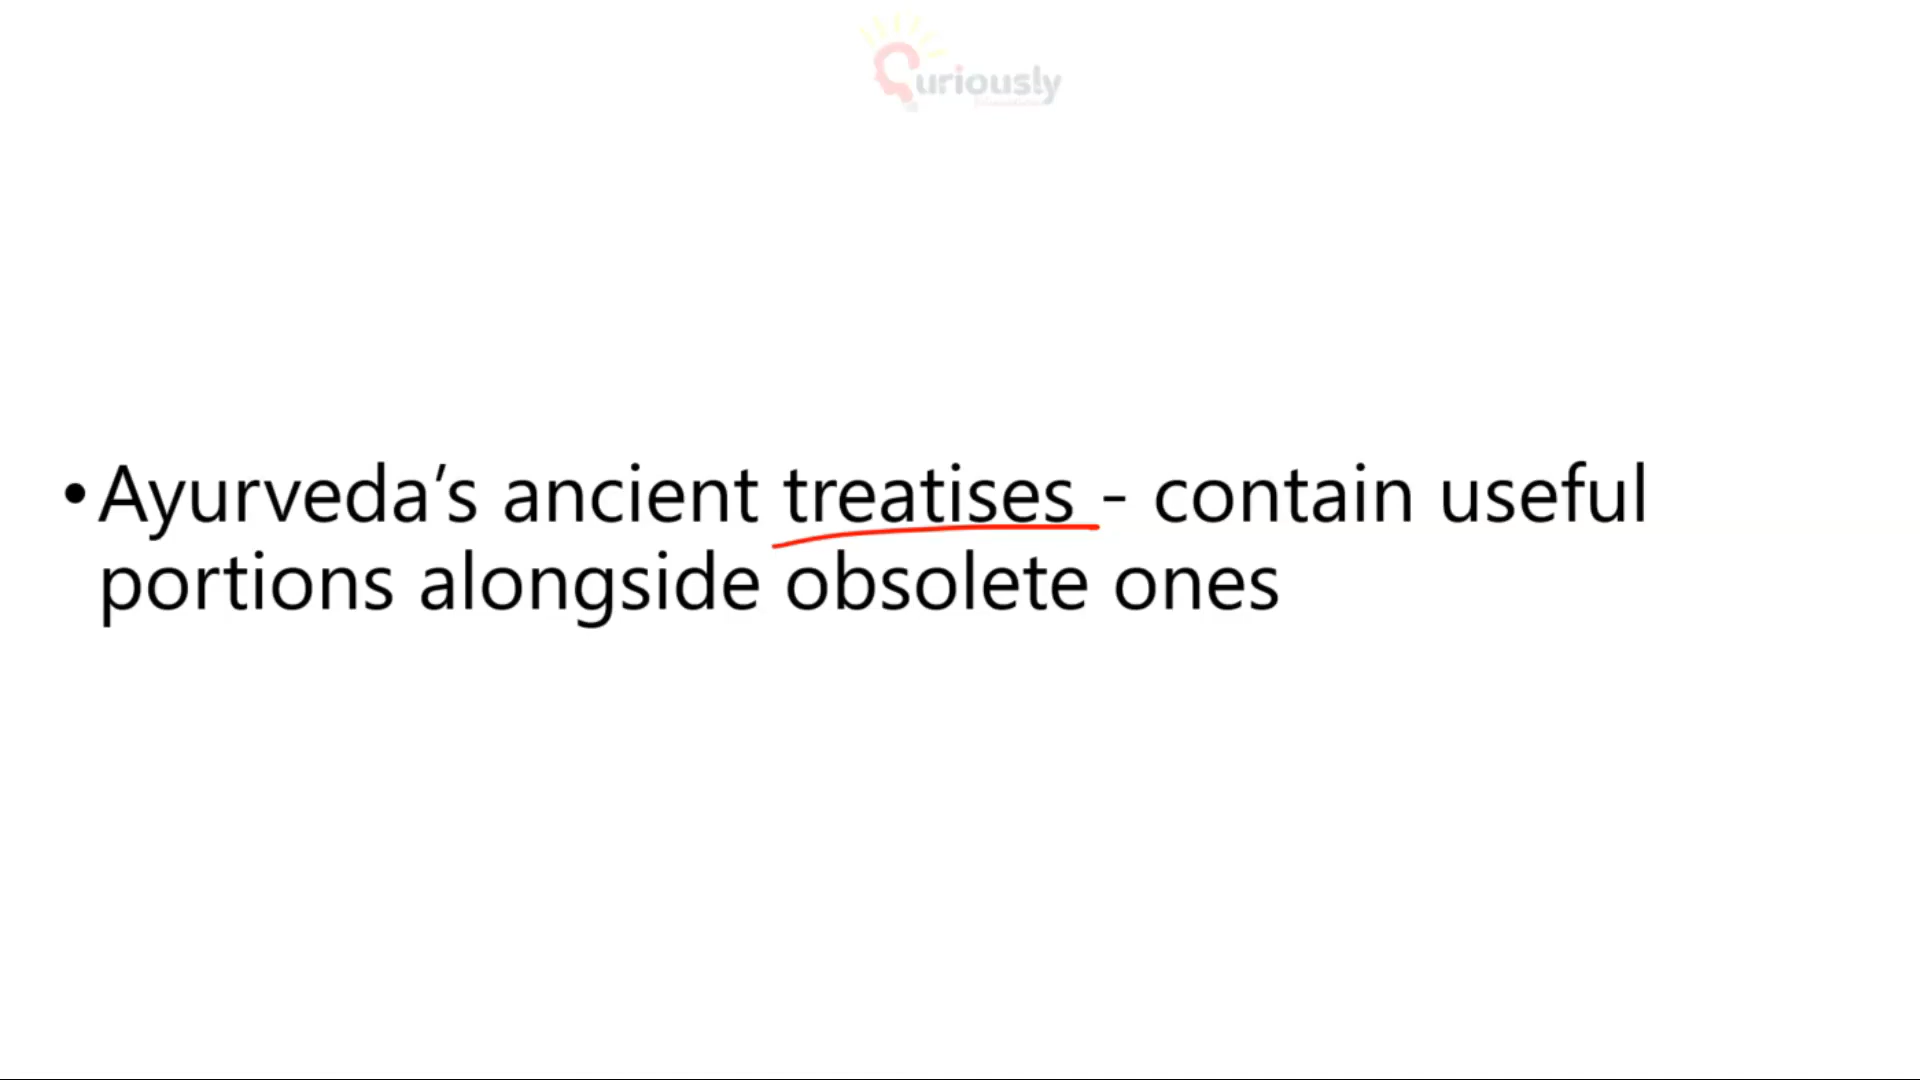 Curiously
•Ayurveda’s ancient treatises - contain useful
portions alongside obsolete ones